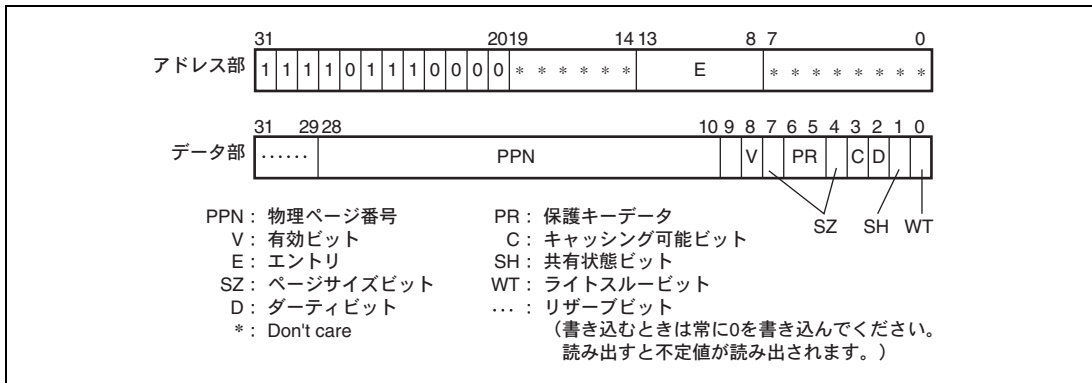 31 2019 14 13 8 7 0
アドレス部 1 1 1 1 0 1 1 1 0 0 0 0 * * * * * * E * * * * * * * *
31 29 28 10 9 8 7 6 5 4 3 2 1 0
データ部 ...... PPN V PR C D
SZ SH WT
PPN： 物理ページ番号 PR： 保護キーデータ
V： 有効ビット C： キャッシング可能ビット
E： エントリ SH： 共有状態ビット
SZ： ページサイズビット WT： ライトスルービット
D： ダーティビット …： リザーブビット
*： Don't care （書き込むときは常に0を書き込んでください。
読み出すと不定値が読み出されます。）